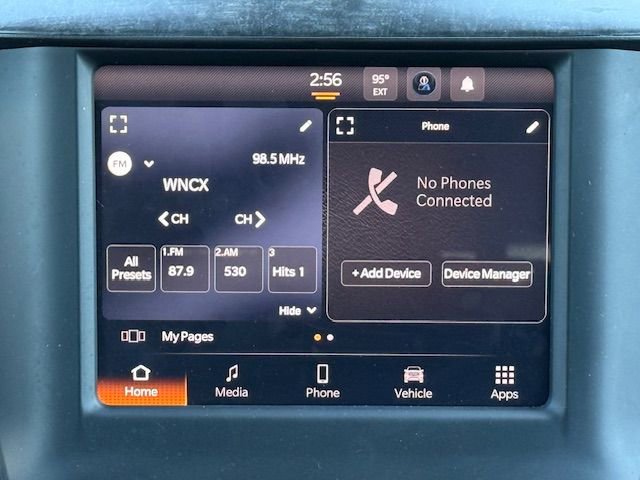 2:56
95°
EXT
Phone
FM
98.5 MHz
WNCX
CH CH
No Phones
Connected
All
Presets
1.FM
87.9
2.AM
530
3
Hits 1
+Add Device
Device Manager
Hide
My Pages
Home
Media
Phone
Vehicle
Apps